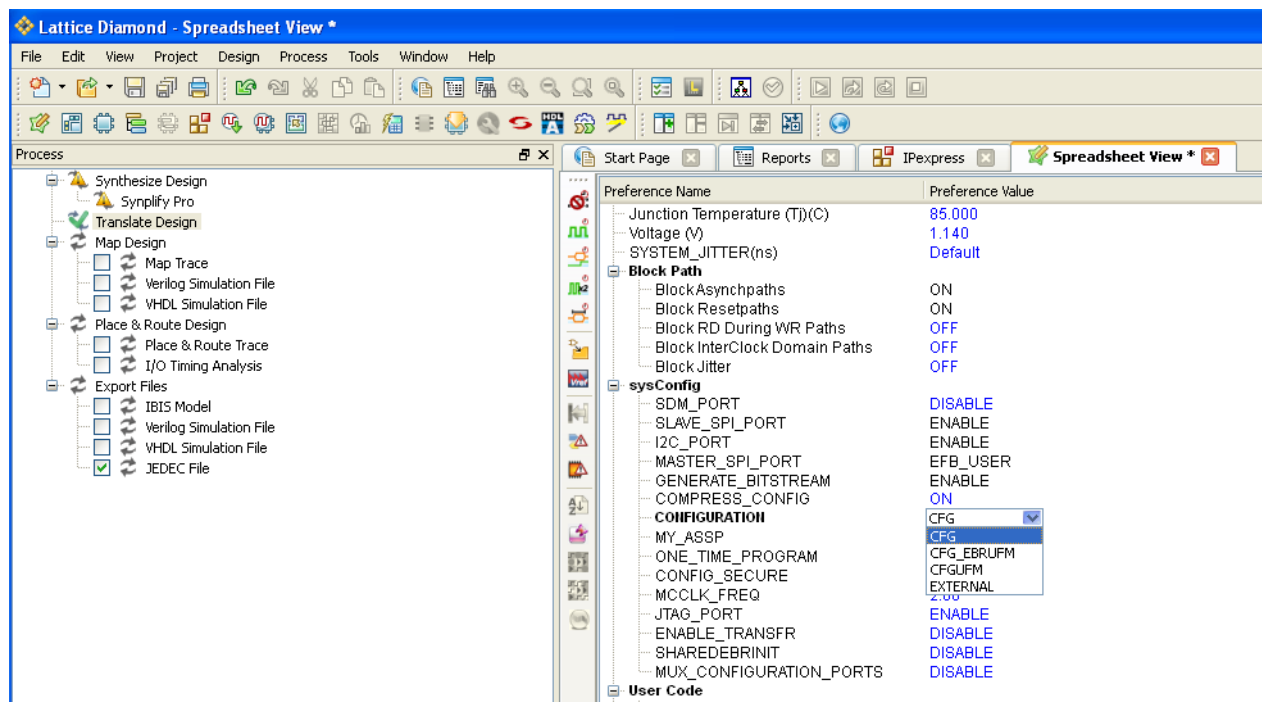 Lattice Diamond - Spreadsheet View *
File Edit View Project Design Process Tools Window Help
Process
Synthesize Design
Synplify Pro
Translate Design
Map Design
Map Trace
Verilog Simulation File
VHDL Simulation File
Place & Route Design
Place & Route Trace
I/O Timing Analysis
Export Files
IBIS Model
Verilog Simulation File
VHDL Simulation File
JEDEC File
Start Page Reports IPexpress Spreadsheet View *
Preference Name Preference Value
Junction Temperature (Tj)(C) 85.000
Voltage (V) 1.140
SYSTEM_JITTER(ns) Default
Block Path
Block Asynchpaths ON
Block Resetpaths ON
Block RD During WR Paths OFF
Block InterClock Domain Paths OFF
Block Jitter OFF
sysConfig
SDM_PORT DISABLE
SLAVE_SPI_PORT ENABLE
I2C_PORT ENABLE
MASTER_SPI_PORT EFB_USER
GENERATE_BITSTREAM ENABLE
COMPRESS_CONFIG ON
CONFIGURATION CFG
MY_ASSP CFG
ONE_TIME_PROGRAM CFG_EBRUFM
CONFIG_SECURE CFGUFM
EXTERNAL
MCCLK_FREQ
JTAG_PORT ENABLE
ENABLE_TRANSFR DISABLE
SHAREDEBRINIT DISABLE
MUX_CONFIGURATION_PORTS DISABLE
User Code